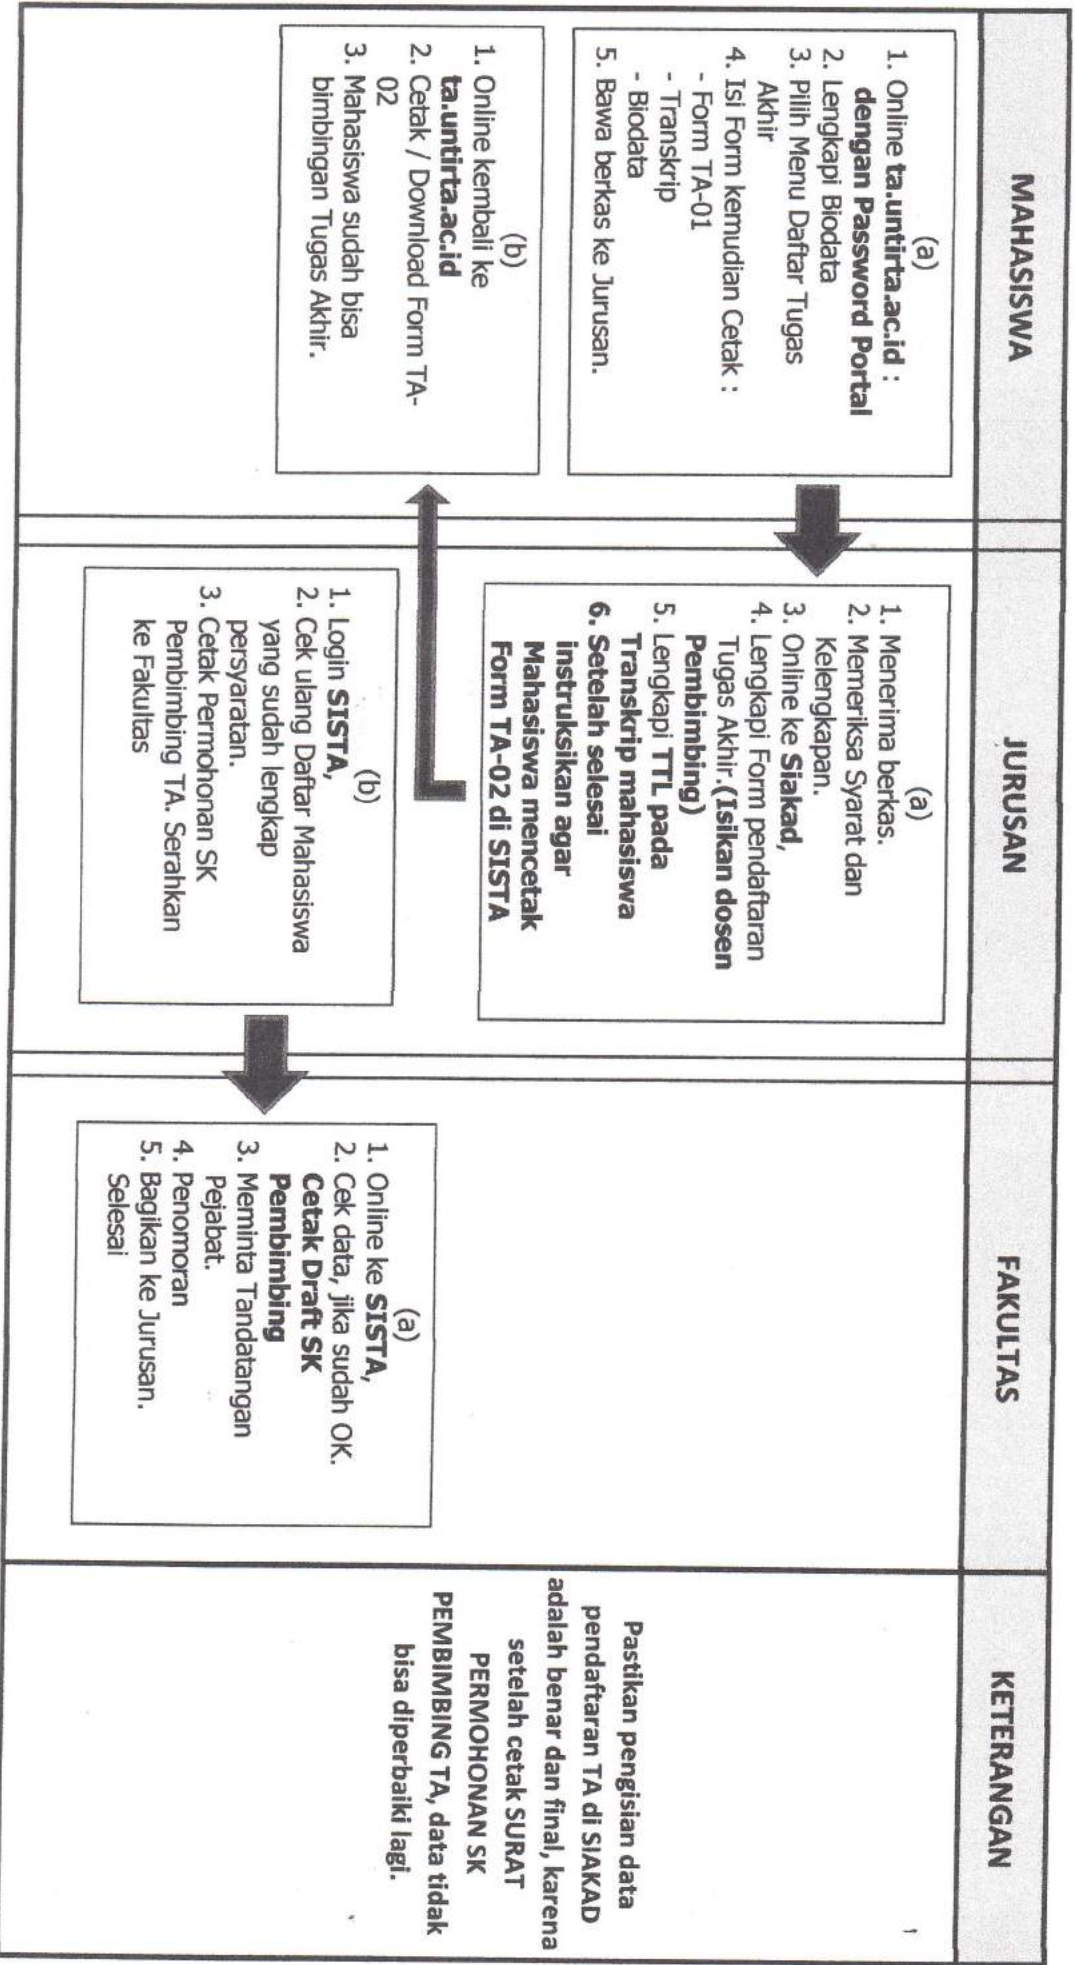 MAHASISWA
JURUSAN
FAKULTAS
KETERANGAN
(a)
1. Online ta.untirta.ac.id :
dengan Password Portal
2. Lengkapi Biodata
3. Pilih Menu Daftar Tugas
Akhir
4. Isi Form kemudian Cetak :
- Form TA-01
- Transkrip
- Biodata
5. Bawa berkas ke Jurusan.
(b)
1. Online kembali ke
ta.untirta.ac.id
2. Cetak / Download Form TA-
02
3. Mahasiswa sudah bisa
bimbingan Tugas Akhir.
(a)
1. Menerima berkas.
2. Memeriksa Syarat dan
Kelengkapan.
3. Online ke Siakad,
4. Lengkapi Form pendaftaran
Tugas Akhir.(Isikan dosen
Pembimbing)
5. Lengkapi TTL pada
Transkrip mahasiswa
6. Setelah selesai
instruksikan agar
Mahasiswa mencetak
Form TA-02 di SISTA
(b)
1. Login SISTA,
2. Cek ulang Daftar Mahasiswa
yang sudah lengkap
persyaratan.
3. Cetak Permohonan SK
Pembimbing TA. Serahkan
ke Fakultas
(a)
1. Online ke SISTA,
2. Cek data, jika sudah OK.
Cetak Draft SK
Pembimbing
3. Meminta Tandatangan
Pejabat.
4. Penomoran
5. Bagikan ke Jurusan.
Selesai
Pastikan pengisian data
pendaftaran TA di SIAKAD
adalah benar dan final, karena
setelah cetak SURAT
PERMOHONAN SK
PEMBIMBING TA, data tidak
bisa diperbaiki lagi.